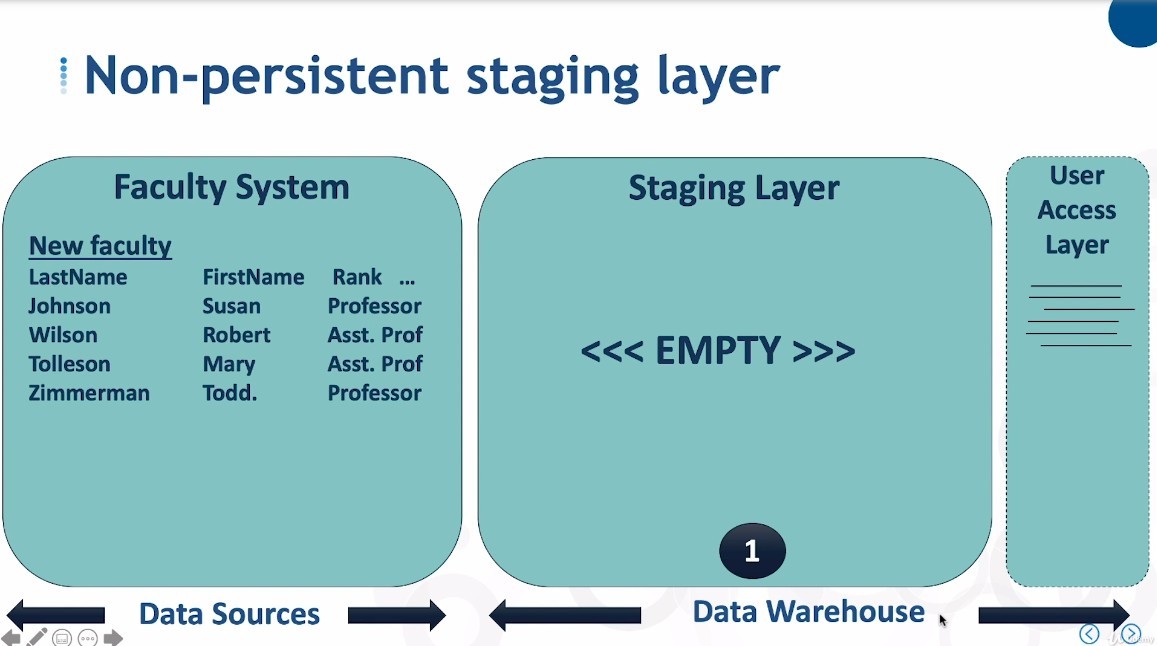 Non-persistent staging layer
Faculty System
New faculty
LastName FirstName Rank ...
Johnson Susan Professor
Wilson Robert Asst. Prof
Tolleson Mary Asst. Prof
Zimmerman Todd. Professor
Staging Layer
<<< EMPTY >>>
1
User
Access
Layer
Data Sources
Data Warehouse